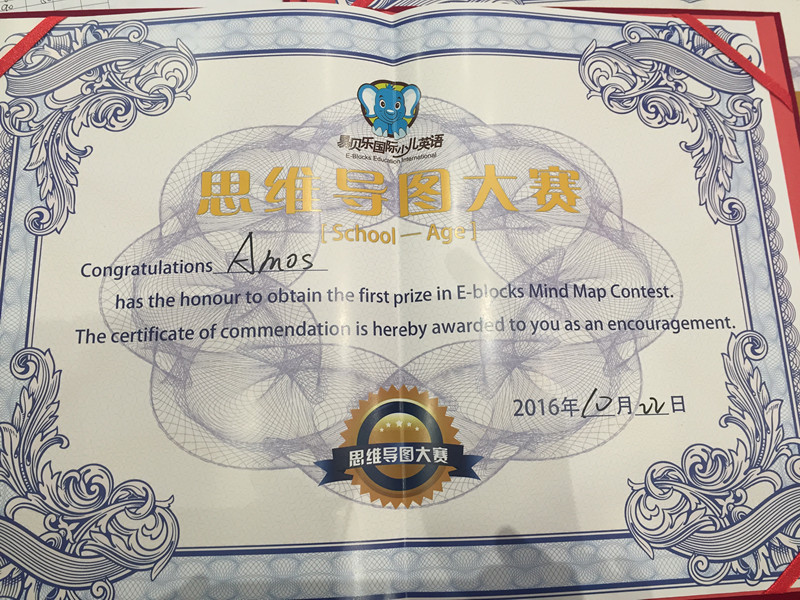 易贝乐国际少儿英语
E-Blocks Education International
思维导图大赛
[School — Age]
Congratulations Amos
has the honour to obtain the first prize in E-blocks Mind Map Contest.
The certificate of commendation is hereby awarded to you as an encouragement.
2016年10月22日
思维导图大赛